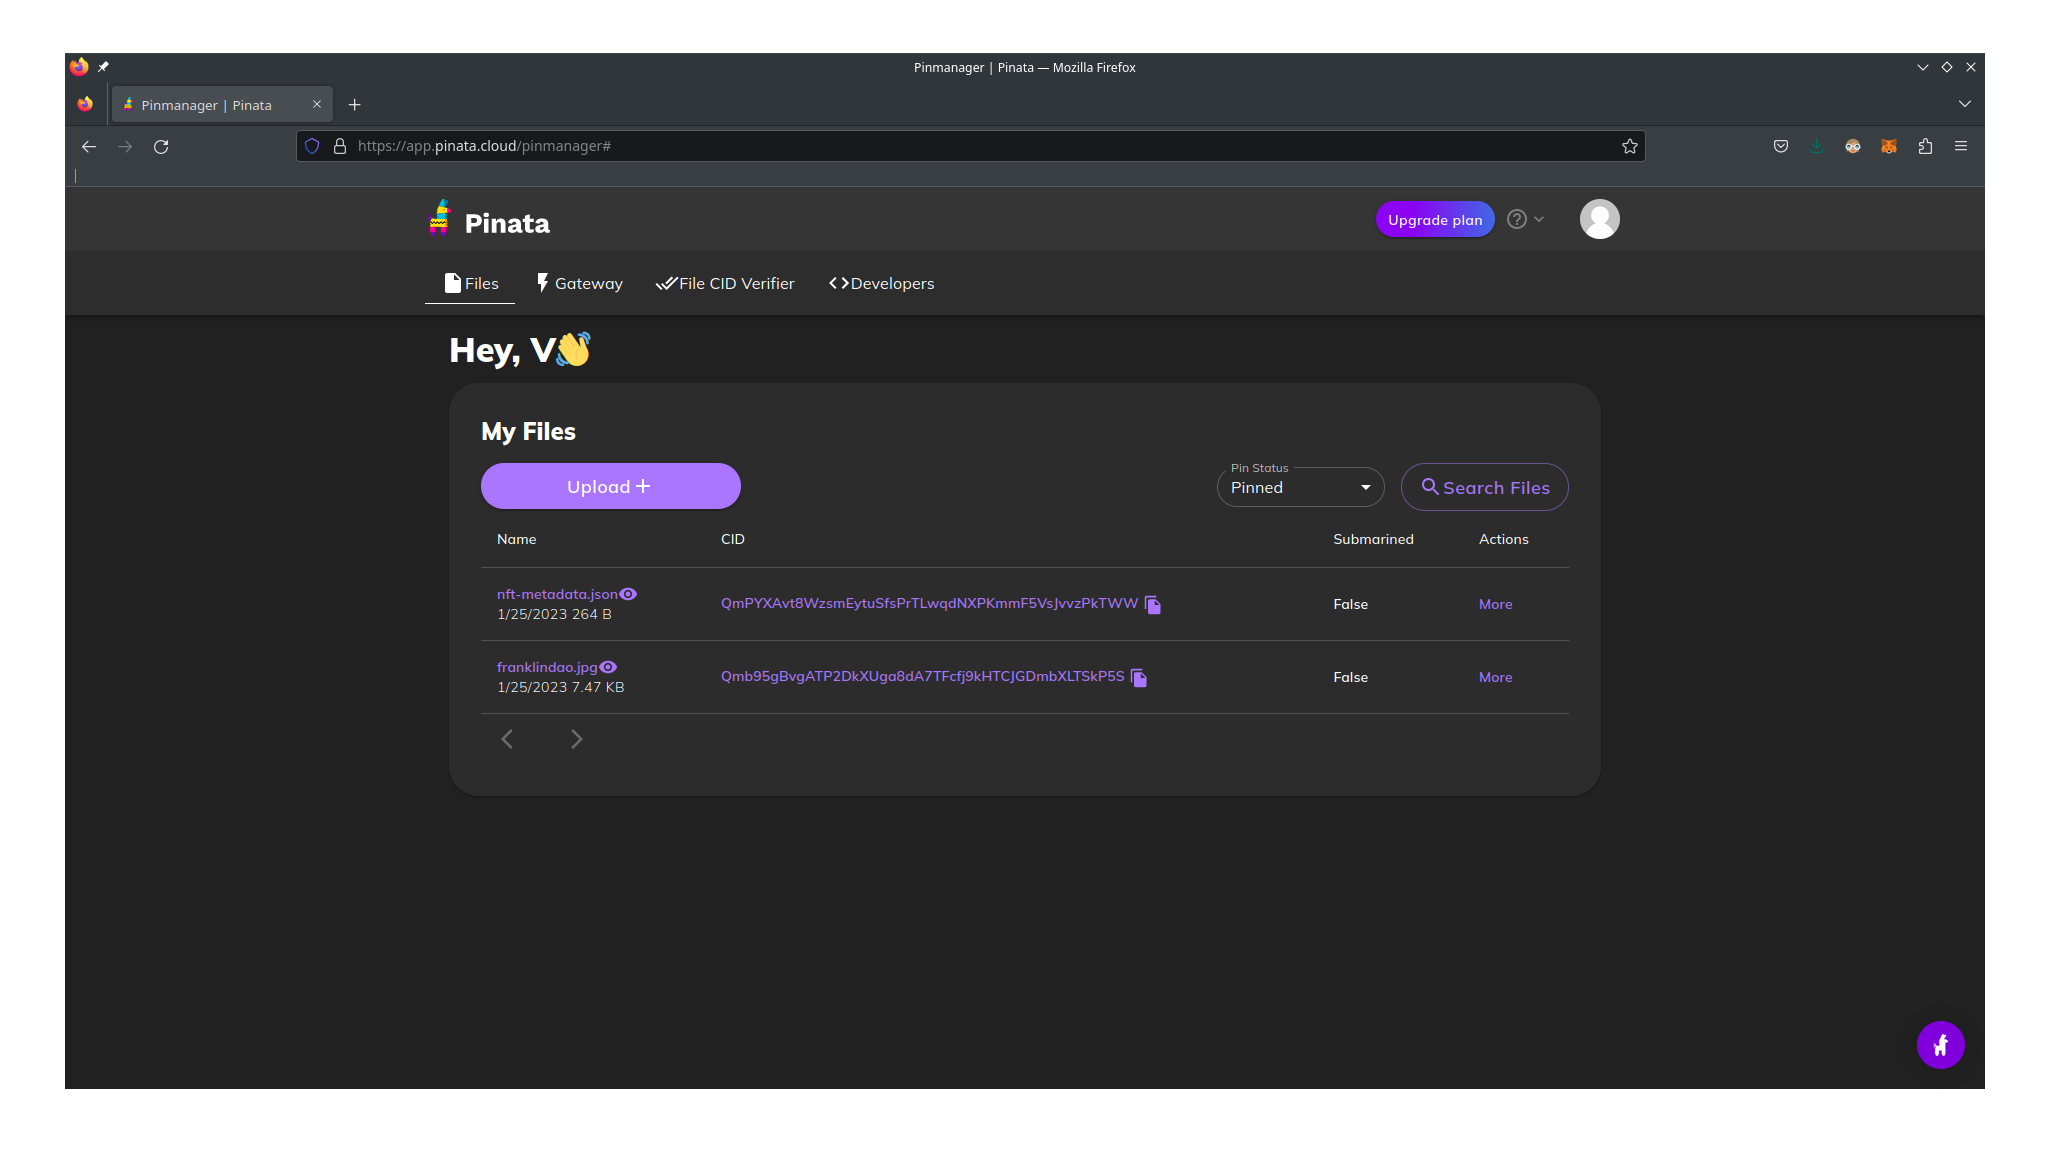 Pinmanager | Pinata — Mozilla Firefox
Pinmanager | Pinata
https://app.pinata.cloud/pinmanager#
Pinata
Upgrade plan
Files
Gateway
File CID Verifier
Developers
Hey, V👋
My Files
Upload
Pin Status
Pinned
Search Files
Name CID Submarined Actions
nft-metadata.json
QmPYXAvt8WzsmEytuSfsPrTLwqdNXPKmmF5VsJvvzPkTWW False More
1/25/2023 264 B
franklindao.jpg
Qmb95gBvgATP2DkXUga8dA7TFcfj9kHTCJGDmbXLTSkP5S False More
1/25/2023 7.47 KB